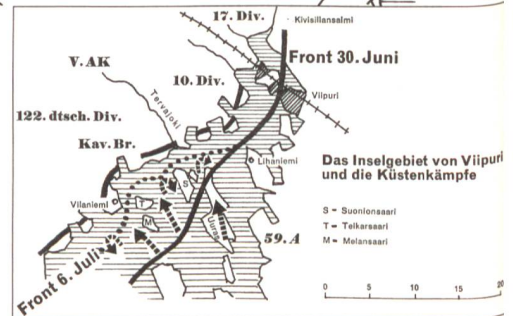 17. Div.
Kivisillansalmi
Front 30. Juni
V. AK
10. Div.
Viipuri
Tervajoki
122. dtsch. Div.
Kav. Br.
Lihaniemi
Das Inselgebiet von Viipuri
und die Küstenkämpfe
Vilaniemi
S
T
M
Uuras
59. A
S - Suonionsaari
T - Telkarsaari
M - Melansaari
Front 6. Juli
0 5 10 15 20